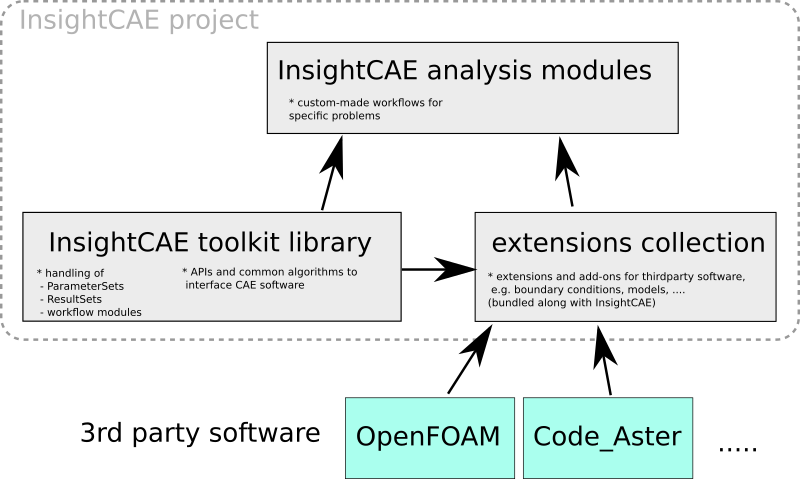 InsightCAE project
InsightCAE analysis modules
* custom-made workflows for
specific problems
InsightCAE toolkit library
* handling of
- ParameterSets
- ResultSets
- workflow modules
* APIs and common algorithms to
interface CAE software
extensions collection
* extensions and add-ons for thirdparty software,
e.g. boundary conditions, models, ....
(bundled along with InsightCAE)
3rd party software
OpenFOAM
Code_Aster
.....